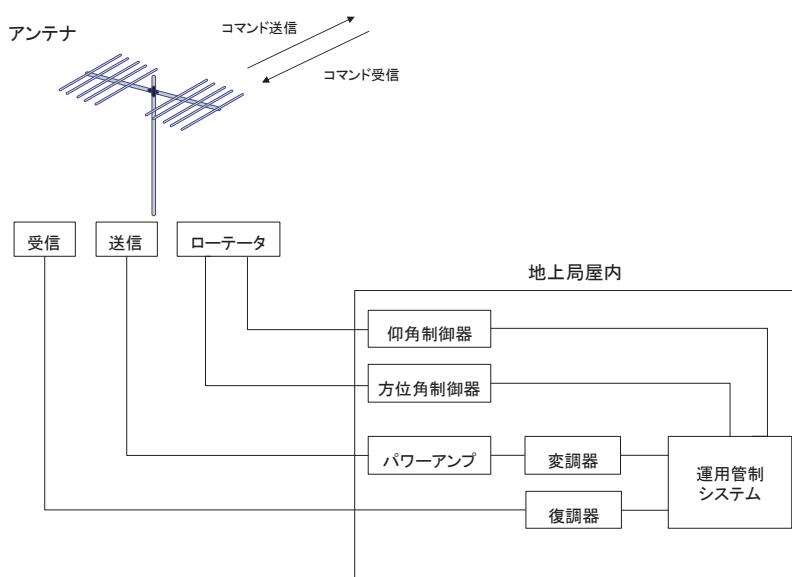 アンテナ
コマンド送信
コマンド受信
受信
送信
ローテータ
地上局屋内
仰角制御器
方位角制御器
パワーアンプ
変調器
運用管制
システム
復調器